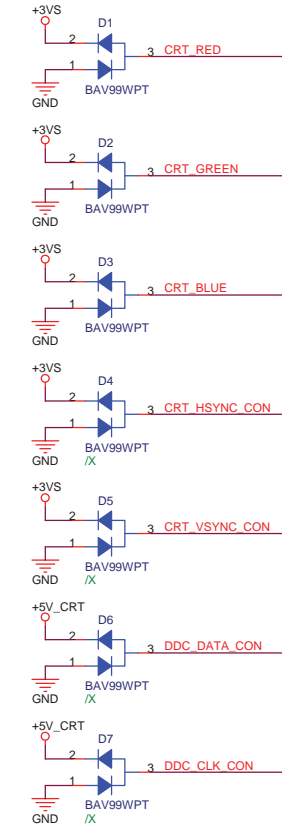 +3VS
D1
2
3 CRT_RED
1
BAV99WPT
GND
+3VS
D2
2
3 CRT_GREEN
1
BAV99WPT
GND
+3VS
D3
2
3 CRT_BLUE
1
BAV99WPT
GND
+3VS
D4
2
3 CRT_HSYNC_CON
1
BAV99WPT
GND /X
+3VS
D5
2
3 CRT_VSYNC_CON
1
BAV99WPT
GND /X
+5V_CRT
D6
2
3 DDC_DATA_CON
1
BAV99WPT
GND /X
+5V_CRT
D7
2
3 DDC_CLK_CON
1
BAV99WPT
GND /X